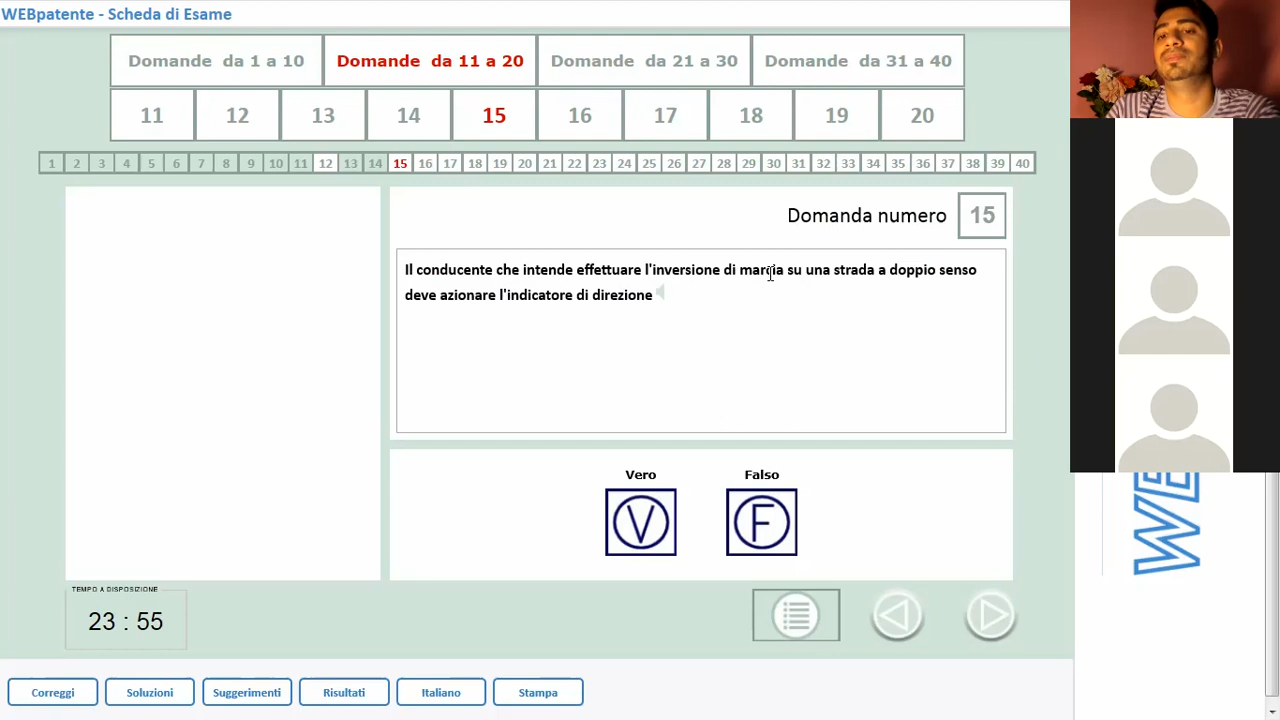 WEBpatente - Scheda di Esame
Domande da 1 a 10
Domande da 11 a 20
Domande da 21 a 30
Domande da 31 a 40
11 12 13 14 15 16 17 18 19 20
1 2 3 4 5 6 7 8 9 10 11 12 13 14 15 16 17 18 19 20 21 22 23 24 25 26 27 28 29 30 31 32 33 34 35 36 37 38 39 40
Domanda numero 15
Il conducente che intende effettuare l'inversione di marcia su una strada a doppio senso
deve azionare l'indicatore di direzione
Vero
Falso
V
F
TEMPO A DISPOSIZIONE
23 : 55
Correggi
Soluzioni
Suggerimenti
Risultati
Italiano
Stampa